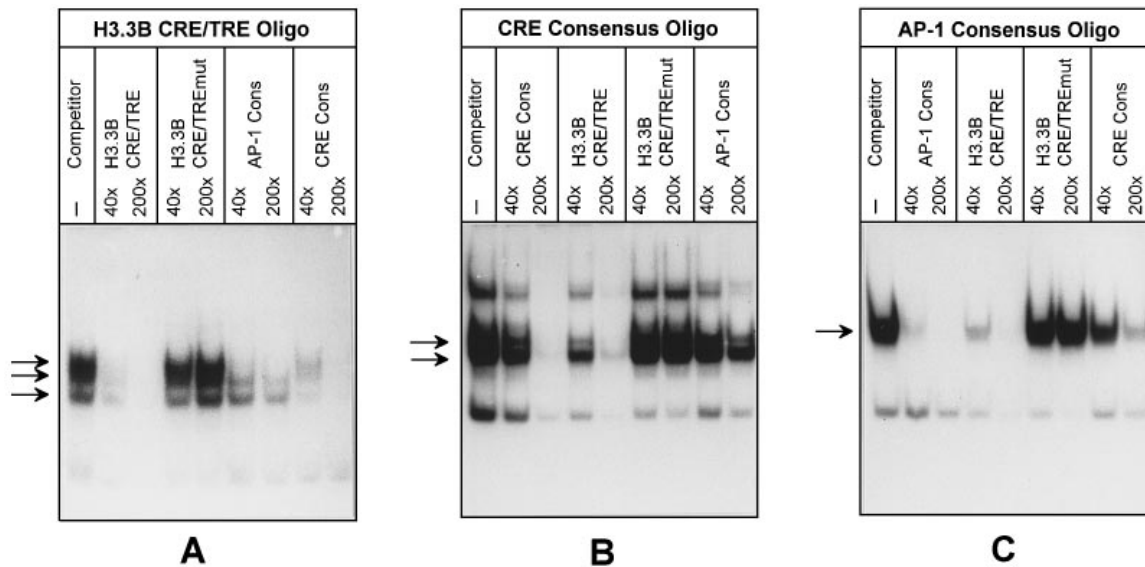 H3.3B CRE/TRE Oligo
Competitor
H3.3B
CRE/TRE
H3.3B
CRE/TREmut
AP-1 Cons
CRE Cons
–
40x
200x
40x
200x
40x
200x
40x
200x
A
CRE Consensus Oligo
Competitor
CRE Cons
H3.3B
CRE/TRE
H3.3B
CRE/TREmut
AP-1 Cons
–
40x
200x
40x
200x
40x
200x
40x
200x
B
AP-1 Consensus Oligo
Competitor
AP-1 Cons
H3.3B
CRE/TRE
H3.3B
CRE/TREmut
CRE Cons
–
40x
200x
40x
200x
40x
200x
40x
200x
C